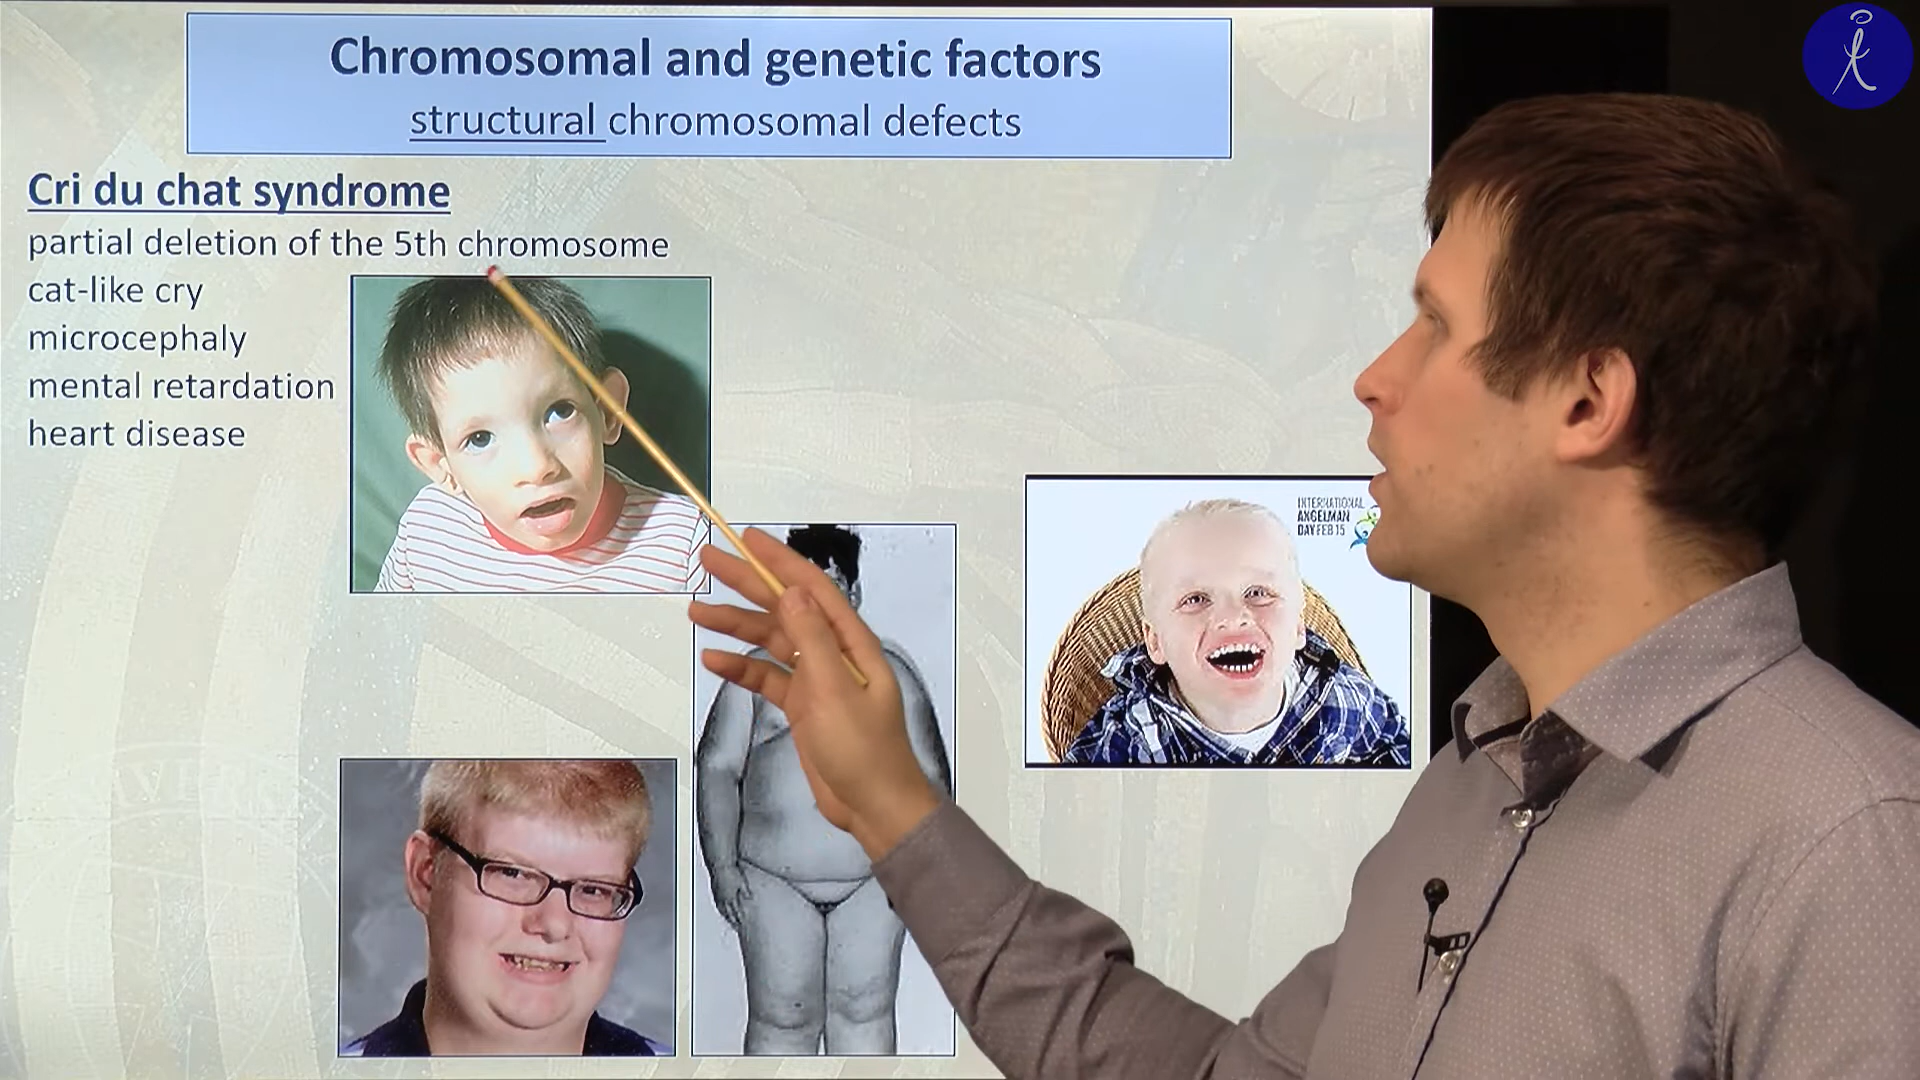 Chromosomal and genetic factors
structural chromosomal defects
Cri du chat syndrome
partial deletion of the 5th chromosome
cat-like cry
microcephaly
mental retardation
heart disease
INTERNATIONAL
ANGELMAN
DAY FEB 15